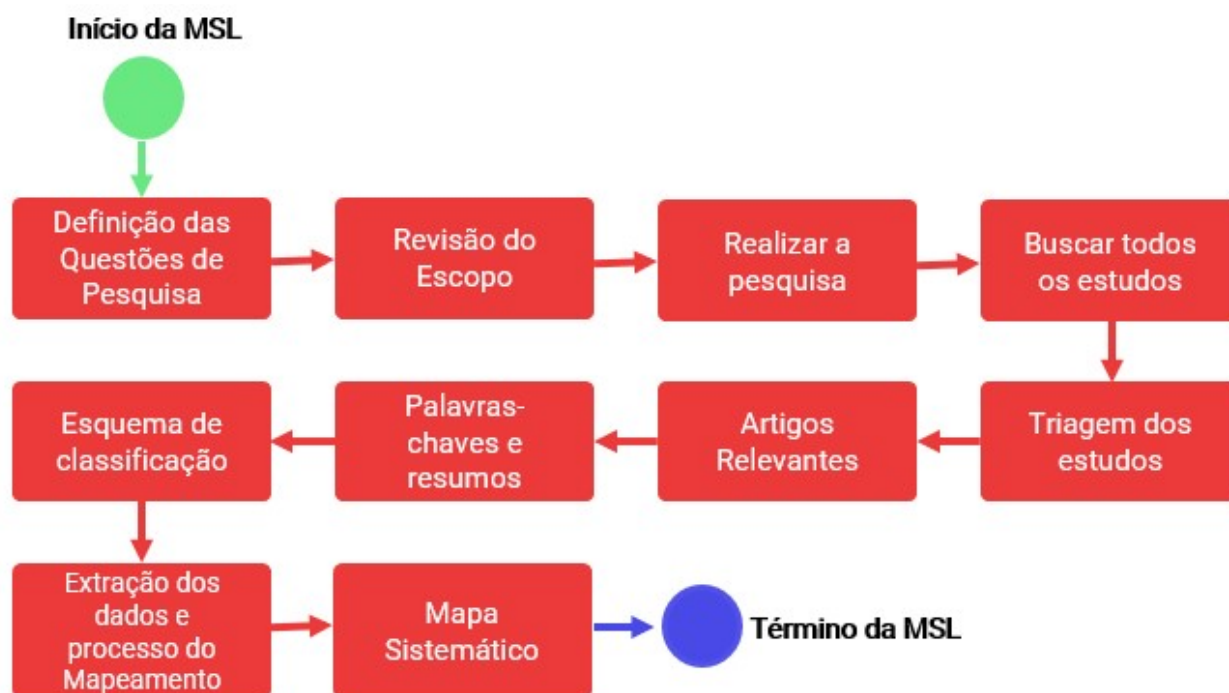 Início da MSL
Definição das
Questões de
Pesquisa
Revisão do
Escopo
Realizar a
pesquisa
Buscar todos
os estudos
Triagem dos
estudos
Artigos
Relevantes
Palavras-
chaves e
resumos
Esquema de
classificação
Extração dos
dados e
processo do
Mapeamento
Mapa
Sistemático
Término da MSL